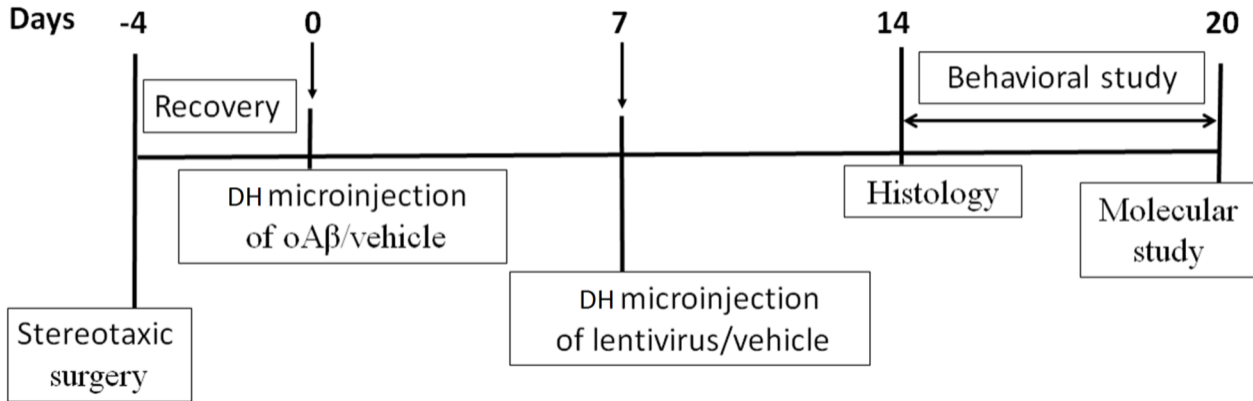 Days -4 0 7 14 20
Recovery
Behavioral study
DH microinjection
of oAβ/vehicle
Histology
Molecular
study
DH microinjection
of lentivirus/vehicle
Stereotaxic
surgery